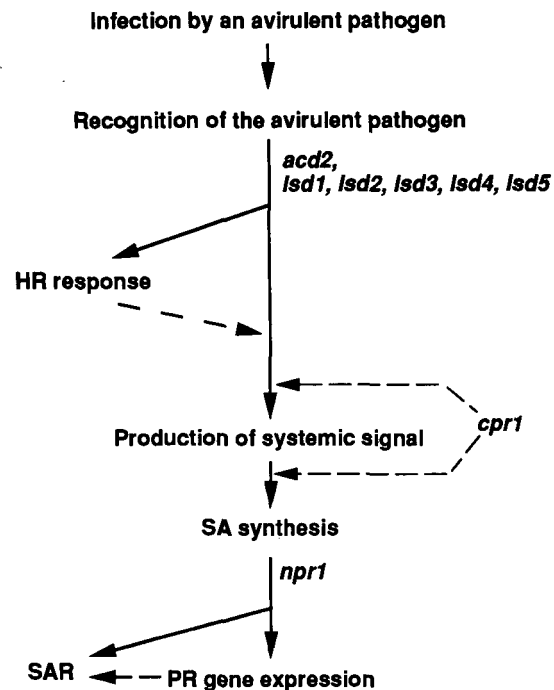 Infection by an avirulent pathogen
Recognition of the avirulent pathogen
acd2,
lsd1, lsd2, lsd3, lsd4, lsd5
HR response
cpr1
Production of systemic signal
SA synthesis
npr1
SAR
PR gene expression